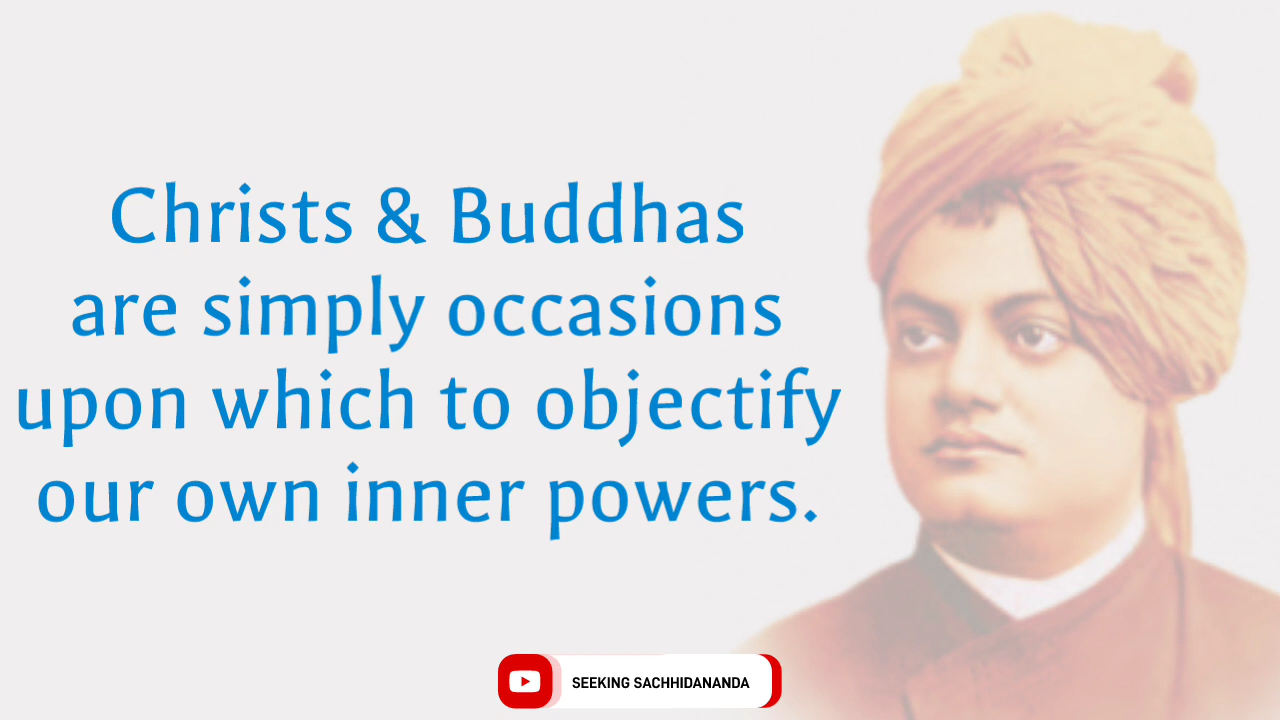 Christs & Buddhas
are simply occasions
upon which to objectify
our own inner powers.
SEEKING SACHHIDANANDA